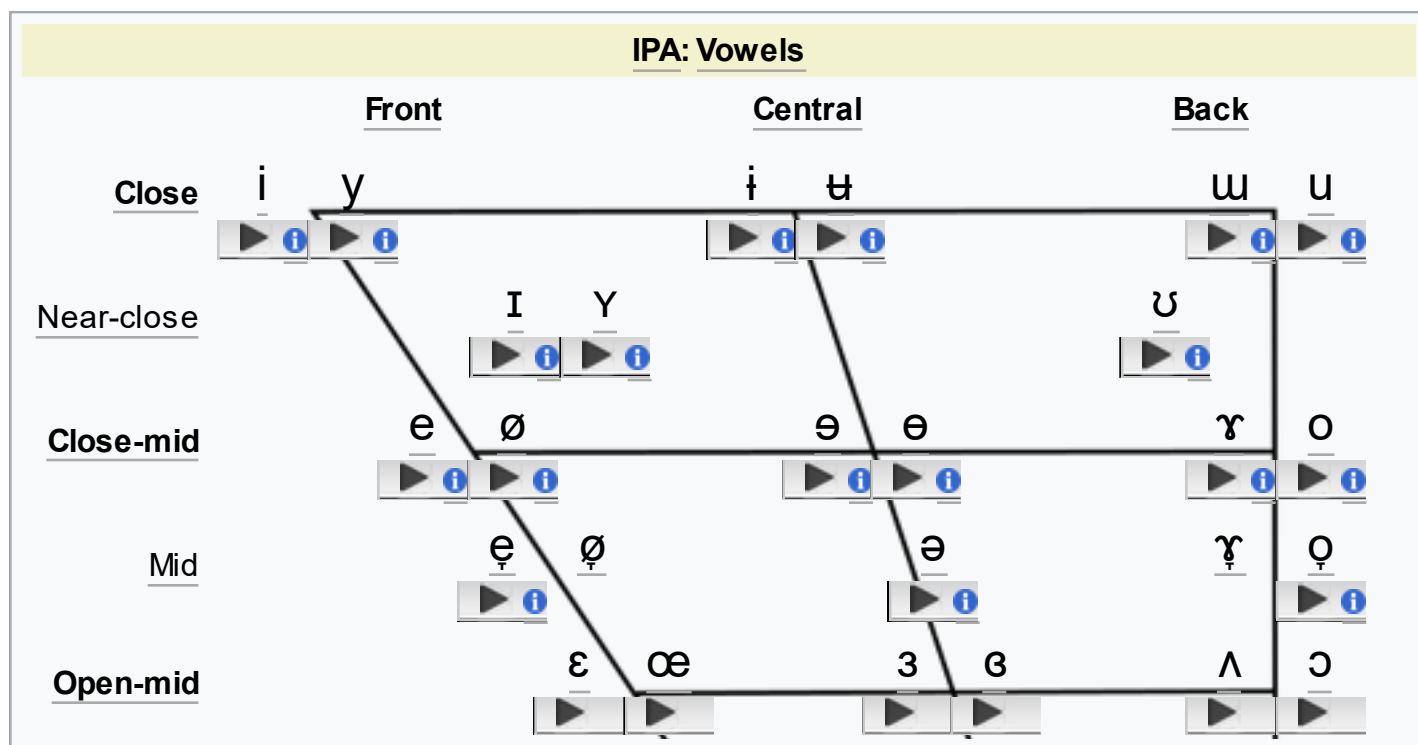 IPA: Vowels
Front Central Back
Close i y ɨ ʉ ɯ u
Near-close ɪ ʏ ʊ
Close-mid e ø ɘ ɵ ɤ o
Mid e̞ ø̞ ə ɤ̞ o̞
Open-mid ɛ œ ɜ ɞ ʌ ɔ